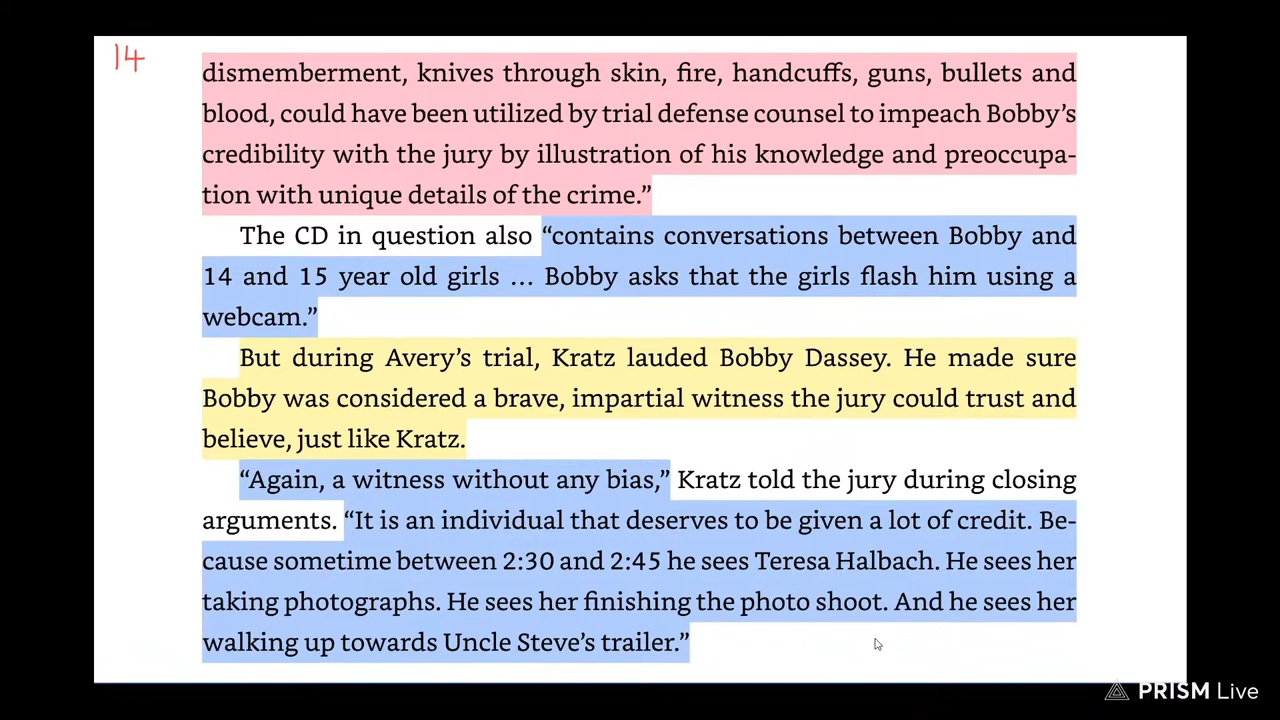 14
dismemberment, knives through skin, fire, handcuffs, guns, bullets and
blood, could have been utilized by trial defense counsel to impeach Bobby’s
credibility with the jury by illustration of his knowledge and preoccupa-
tion with unique details of the crime.”
The CD in question also “contains conversations between Bobby and
14 and 15 year old girls … Bobby asks that the girls flash him using a
webcam.”
But during Avery’s trial, Kratz lauded Bobby Dassey. He made sure
Bobby was considered a brave, impartial witness the jury could trust and
believe, just like Kratz.
“Again, a witness without any bias,” Kratz told the jury during closing
arguments. “It is an individual that deserves to be given a lot of credit. Be-
cause sometime between 2:30 and 2:45 he sees Teresa Halbach. He sees her
taking photographs. He sees her finishing the photo shoot. And he sees her
walking up towards Uncle Steve’s trailer.”
PRISM Live